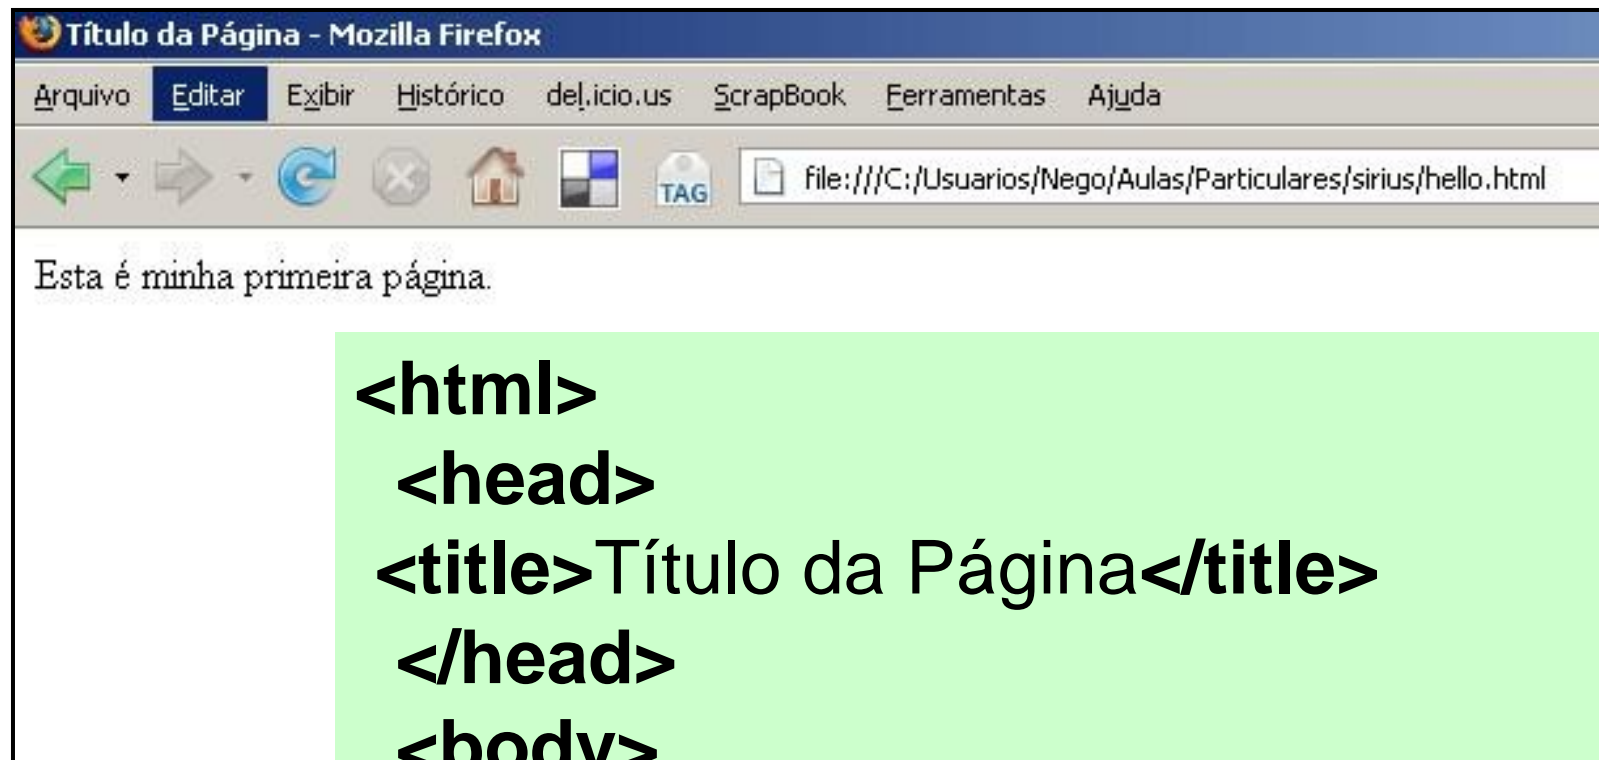 Título da Página - Mozilla Firefox
Arquivo Editar Exibir Histórico del.icio.us ScrapBook Ferramentas Ajuda
TAG file:///C:/Usuarios/Nego/Aulas/Particulares/sirius/hello.html
Esta é minha primeira página.
<html>
<head>
<title>Título da Página</title>
</head>
<body>